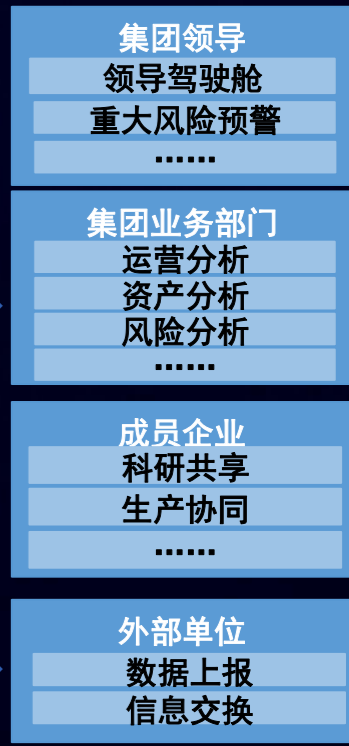 集团领导
领导驾驶舱
重大风险预警
......
集团业务部门
运营分析
资产分析
风险分析
......
成员企业
科研共享
生产协同
......
外部单位
数据上报
信息交换